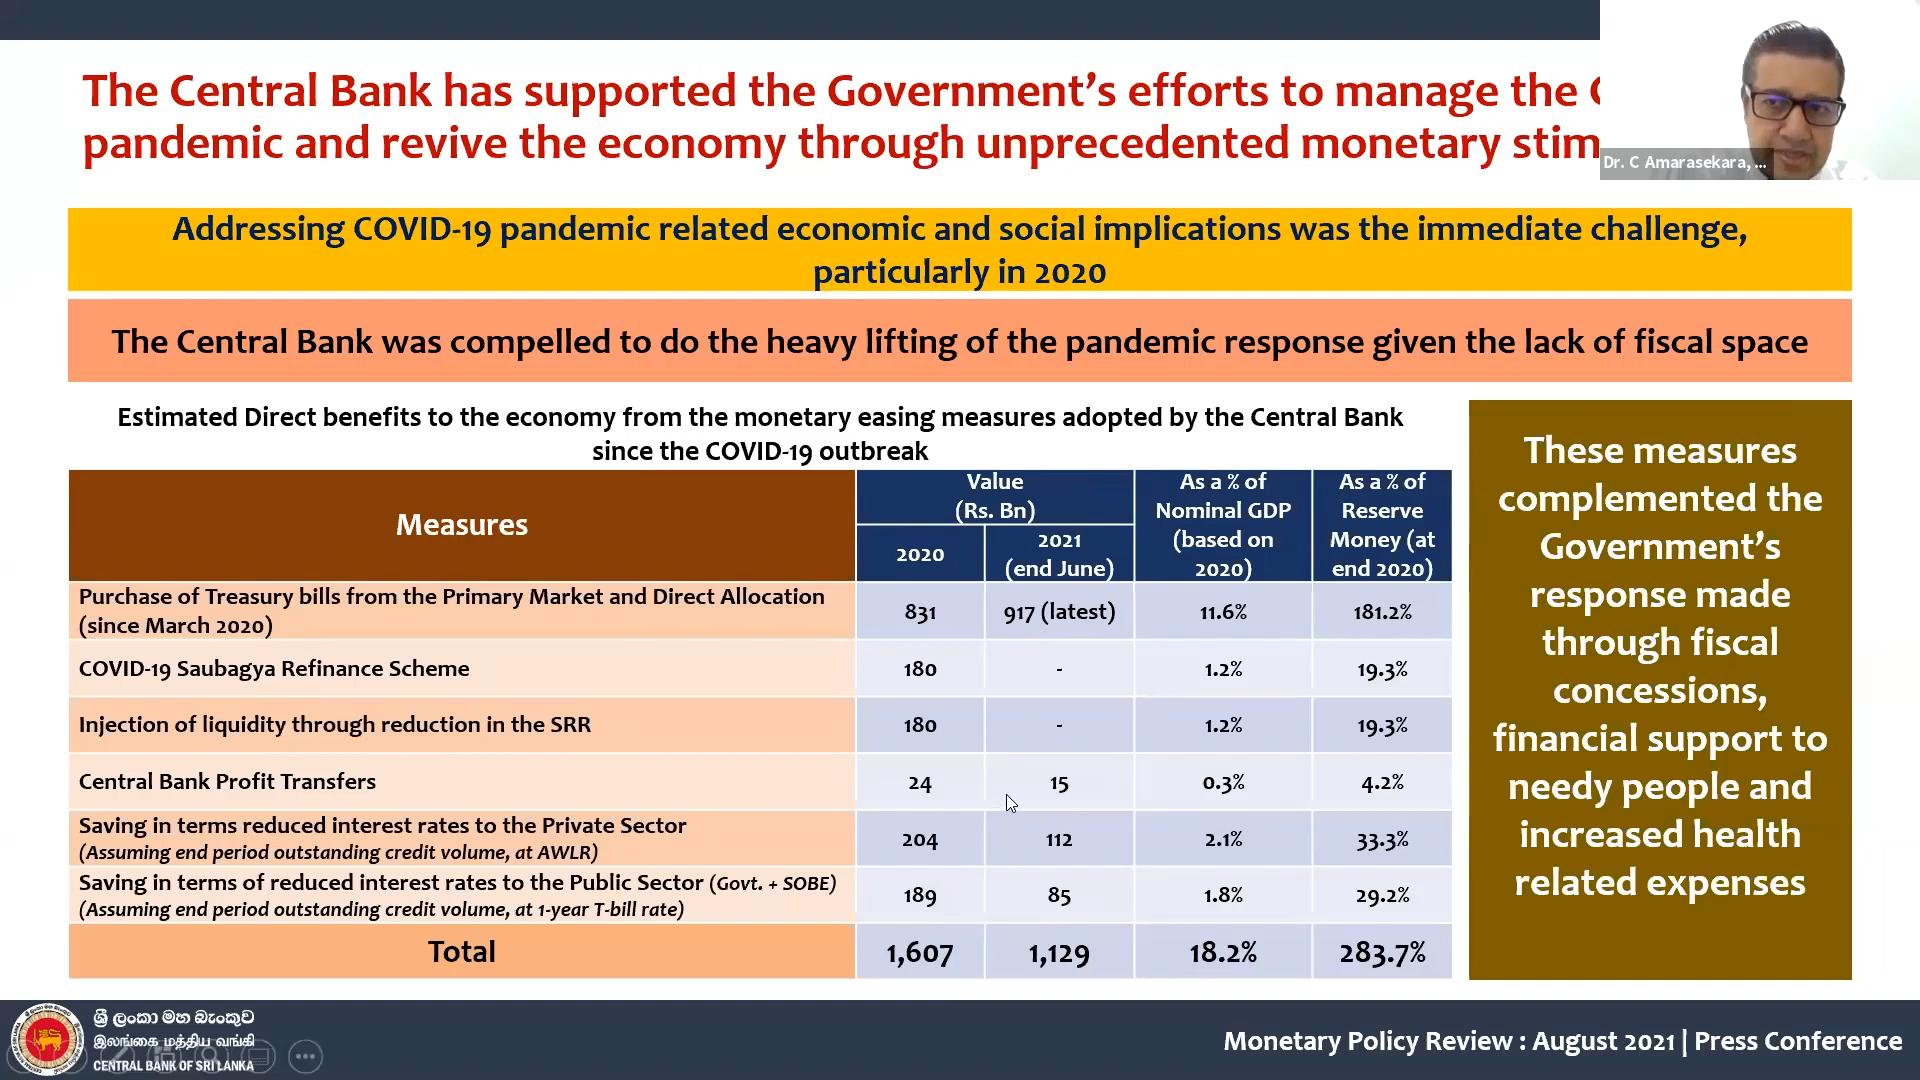 The Central Bank has supported the Government’s efforts to manage the
pandemic and revive the economy through unprecedented monetary stim
Dr. C Amarasekara, ...
Addressing COVID-19 pandemic related economic and social implications was the immediate challenge,
particularly in 2020
The Central Bank was compelled to do the heavy lifting of the pandemic response given the lack of fiscal space
Estimated Direct benefits to the economy from the monetary easing measures adopted by the Central Bank
since the COVID-19 outbreak
Measures
Value
(Rs. Bn)
2020
2021
(end June)
As a % of
Nominal GDP
(based on
2020)
As a % of
Reserve
Money (at
end 2020)
Purchase of Treasury bills from the Primary Market and Direct Allocation
(since March 2020)
831
917 (latest)
11.6%
181.2%
COVID-19 Saubagya Refinance Scheme
180
-
1.2%
19.3%
Injection of liquidity through reduction in the SRR
180
-
1.2%
19.3%
Central Bank Profit Transfers
24
15
0.3%
4.2%
Saving in terms reduced interest rates to the Private Sector
(Assuming end period outstanding credit volume, at AWLR)
204
112
2.1%
33.3%
Saving in terms of reduced interest rates to the Public Sector (Govt. + SOBE)
(Assuming end period outstanding credit volume, at 1-year T-bill rate)
189
85
1.8%
29.2%
Total
1,607
1,129
18.2%
283.7%
These measures
complemented the
Government’s
response made
through fiscal
concessions,
financial support to
needy people and
increased health
related expenses
ශ්‍රී ලංකා මහ බැංකුව
இலங்கை மத்திய வங்கி
CENTRAL BANK OF SRI LANKA
Monetary Policy Review : August 2021 | Press Conference